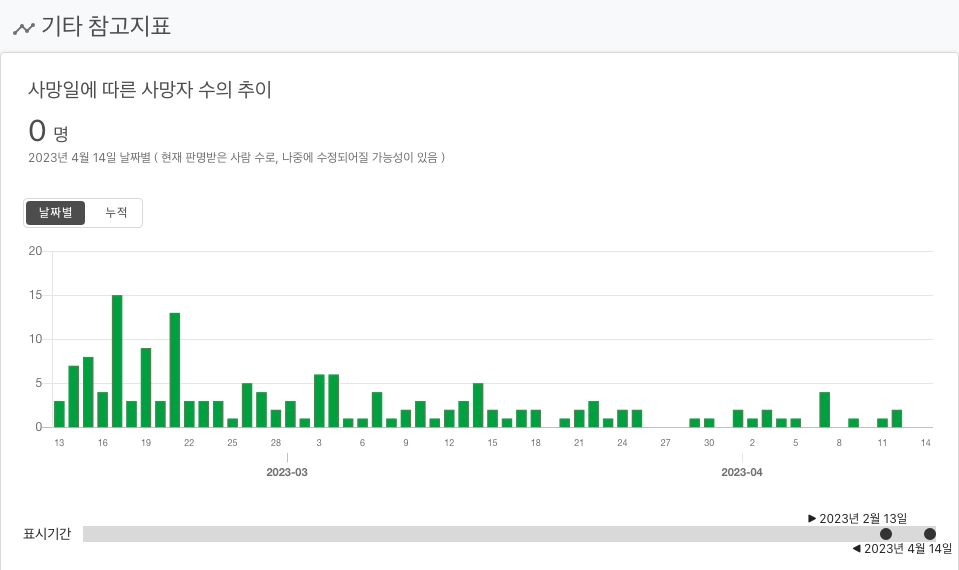 기타 참고지표
사망일에 따른 사망자 수의 추이
0 명
2023년 4월 14일 날짜별 ( 현재 판명받은 사람 수로, 나중에 수정되어질 가능성이 있음 )
날짜별 누적
20
15
10
5
0
13 16 19 22 25 28 3 6 9 12 15 18 21 24 27 30 2 5 8 11 14
2023-03 2023-04
▶ 2023년 2월 13일
표시기간
◀ 2023년 4월 14일